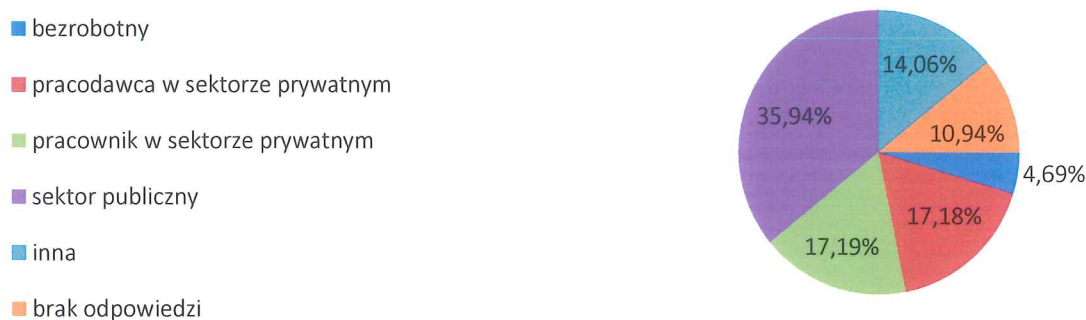 bezrobotny
pracodawca w sektorze prywatnym
pracownik w sektorze prywatnym
sektor publiczny
inna
brak odpowiedzi
14,06%
35,94%
10,94%
4,69%
17,18%
17,19%